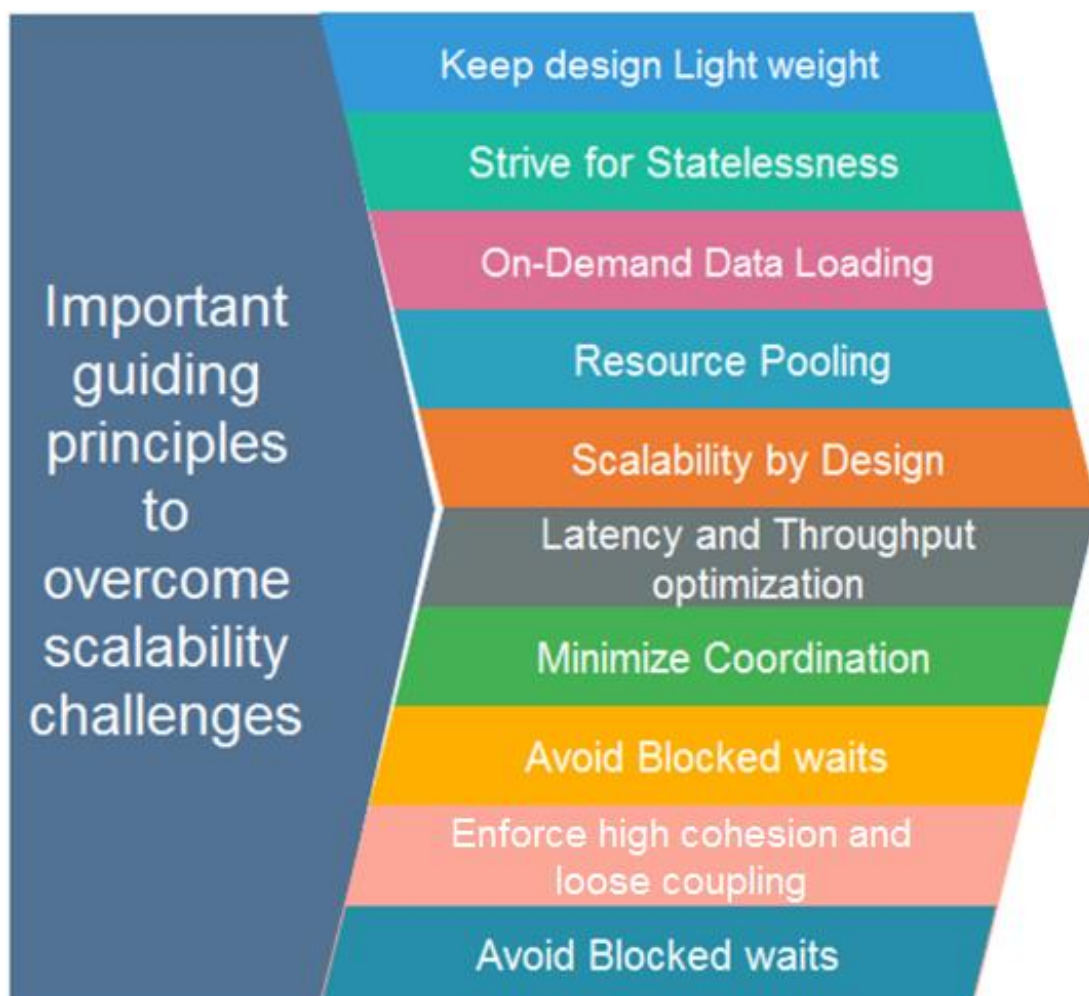 Important
guiding
principles
to
overcome
scalability
challenges
Keep design Light weight
Strive for Statelessness
On-Demand Data Loading
Resource Pooling
Scalability by Design
Latency and Throughput
optimization
Minimize Coordination
Avoid Blocked waits
Enforce high cohesion and
loose coupling
Avoid Blocked waits